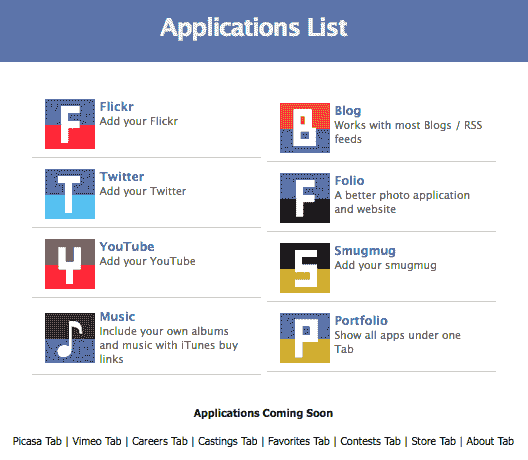 Applications List
F
Flickr
Add your Flickr
B
Blog
Works with most Blogs / RSS
feeds
T
Twitter
Add your Twitter
F
Folio
A better photo application
and website
Y
YouTube
Add your YouTube
S
Smugmug
Add your smugmug
Music
Include your own albums
and music with iTunes buy
links
P
Portfolio
Show all apps under one
Tab
Applications Coming Soon
Picasa Tab | Vimeo Tab | Careers Tab | Castings Tab | Favorites Tab | Contests Tab | Store Tab | About Tab